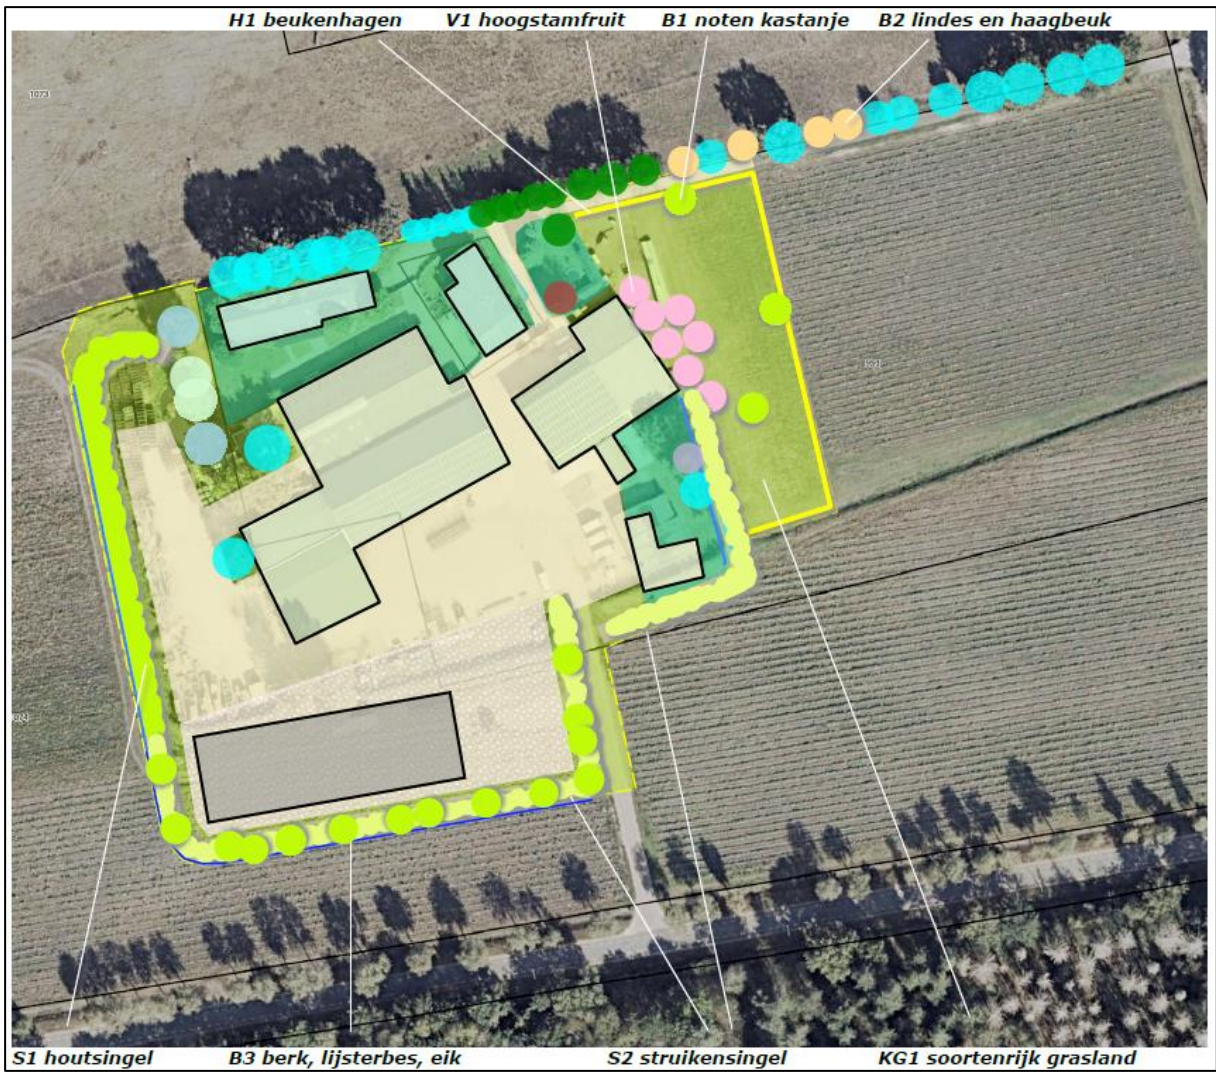 H1 beukenhagen V1 hoogstamfruit B1 noten kastanje B2 lindes en haagbeuk
1073
S1 houtsingel B3 berk, lijsterbes, eik S2 struikensingel KG1 soortenrijk grasland